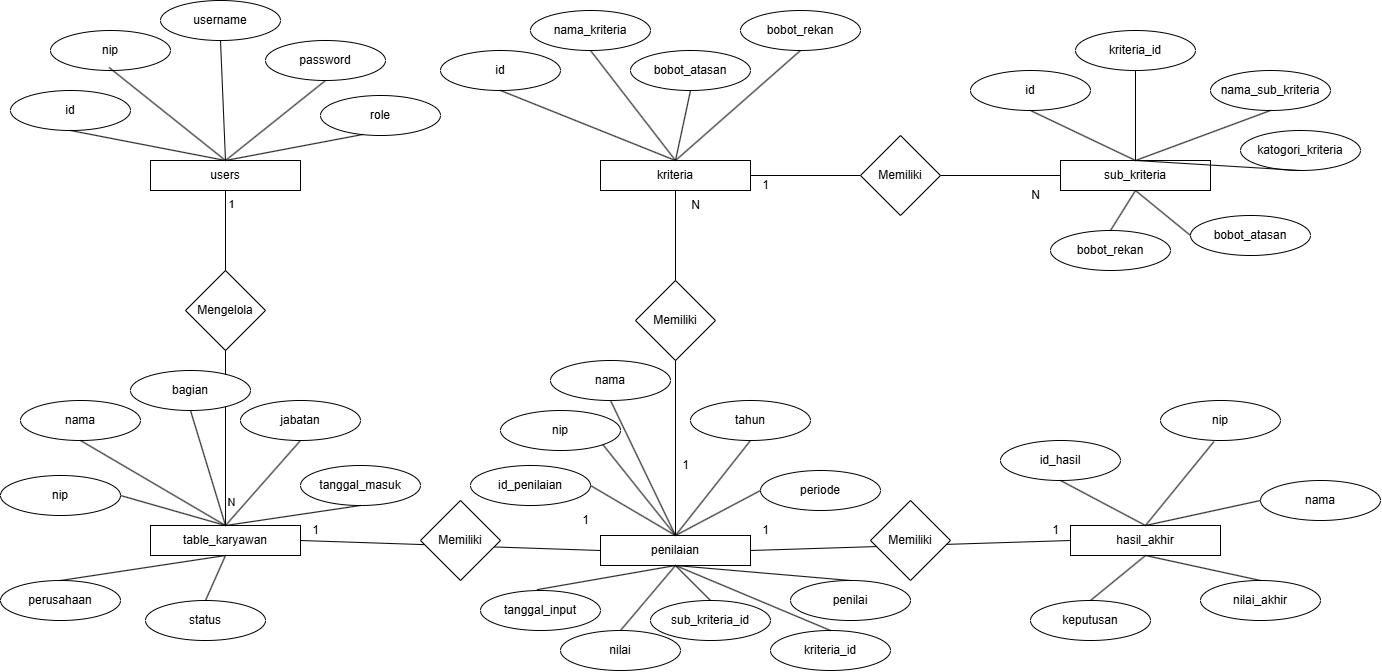 username
nama_kriteria
bobot_rekan
nip
kriteria_id
password
id
bobot_atasan
id
nama_sub_kriteria
id
role
katogori_kriteria
users
kriteria
Memiliki
sub_kriteria
1
1
N
N
1
bobot_rekan
bobot_atasan
Mengelola
Memiliki
nama
bagian
nama
jabatan
nip
tahun
nip
id_hasil
nip
tanggal_masuk
id_penilaian
1
periode
nama
N
1
1
1
1
table_karyawan
Memiliki
penilaian
Memiliki
hasil_akhir
perusahaan
status
tanggal_input
sub_kriteria_id
penilai
nilai
kriteria_id
keputusan
nilai_akhir